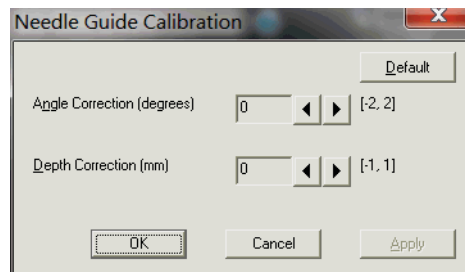 Needle Guide Calibration
Default
Angle Correction (degrees) 0 [-2, 2]
Depth Correction (mm) 0 [-1, 1]
OK Cancel Apply